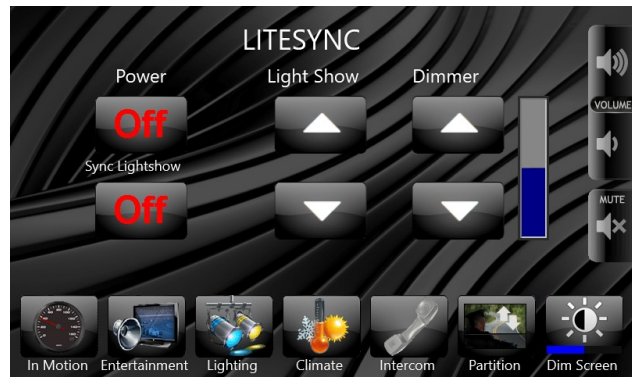 LITESYNC
Power Light Show Dimmer
Off
VOLUME
Sync Lightshow
Off
MUTE
In Motion Entertainment Lighting Climate Intercom Partition Dim Screen